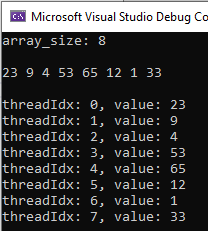 Microsoft Visual Studio Debug Co
array_size: 8
23 9 4 53 65 12 1 33
threadIdx: 0, value: 23
threadIdx: 1, value: 9
threadIdx: 2, value: 4
threadIdx: 3, value: 53
threadIdx: 4, value: 65
threadIdx: 5, value: 12
threadIdx: 6, value: 1
threadIdx: 7, value: 33